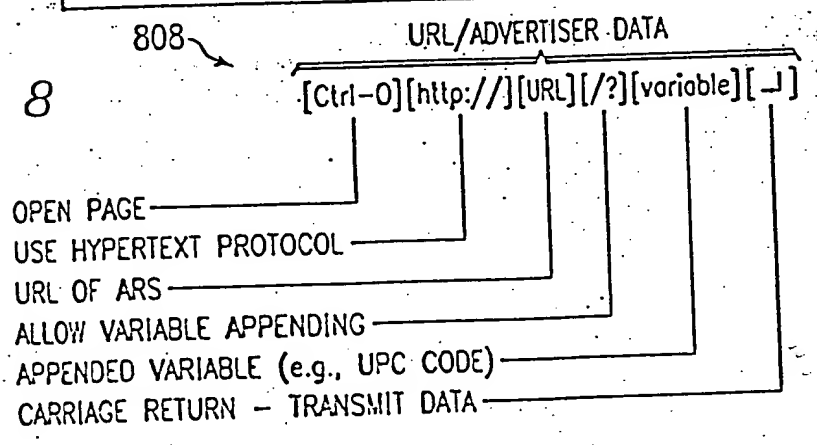 808
URL/ADVERTISER DATA
8
[Ctrl-O][http://][URL][/?][variable][↵]
OPEN PAGE
USE HYPERTEXT PROTOCOL
URL OF ARS
ALLOW VARIABLE APPENDING
APPENDED VARIABLE (e.g., UPC CODE)
CARRIAGE RETURN - TRANSMIT DATA